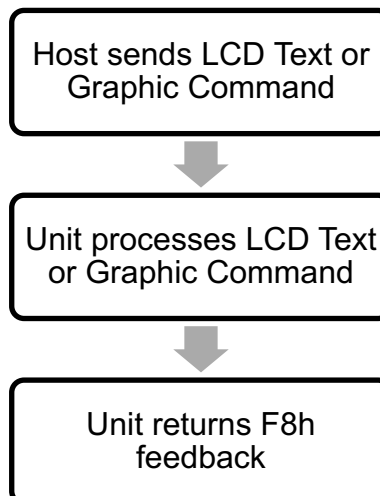 Host sends LCD Text or
Graphic Command
Unit processes LCD Text
or Graphic Command
Unit returns F8h
feedback